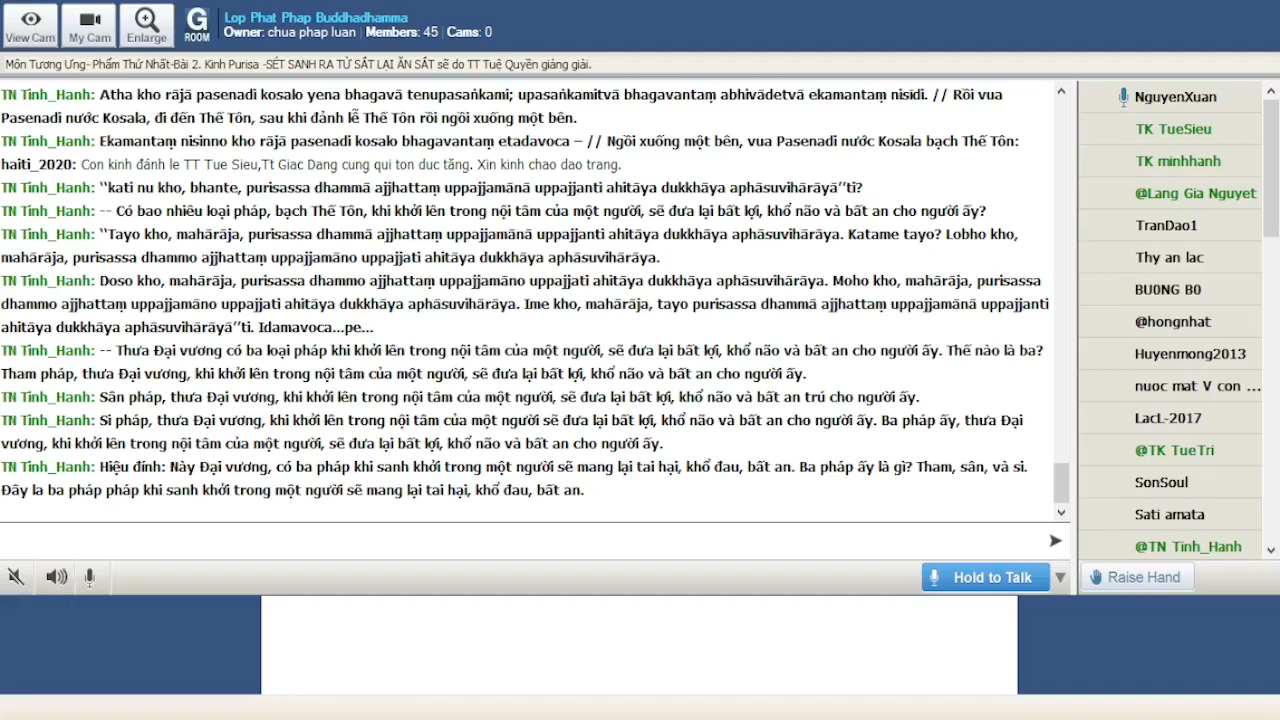 View Cam
My Cam
Enlarge
G
ROOM
Lop Phat Phap Buddhadhamma
Owner: chua phap luan | Members: 45 | Cams: 0
Môn Tương Ưng- Phẩm Thứ Nhất-Bài 2. Kinh Purisa -SÉT SANH RA TỪ SẮT LẠI ĂN SẮT sẽ do TT Tuệ Quyền giảng giải.
TN Tinh_Hanh: Atha kho rājā pasenadi kosalo yena bhagavā tenupasaṅkami; upasaṅkamitvā bhagavantaṃ abhivādetvā ekamantaṃ nisīdi. // Rồi vua
Pasenadi nước Kosala, đi đến Thế Tôn, sau khi đảnh lễ Thế Tôn rồi ngồi xuống một bên.
TN Tinh_Hanh: Ekamantaṃ nisinno kho rājā pasenadi kosalo bhagavantaṃ etadavoca – // Ngồi xuống một bên, vua Pasenadi nước Kosala bạch Thế Tôn:
haiti_2020: Con kinh đảnh le TT Tue Sieu,Tt Giac Dang cung qui ton duc tăng. Xin kinh chao dao trang.
TN Tinh_Hanh: ‘‘kati nu kho, bhante, purisassa dhammā ajjhattaṃ uppajjamānā uppajjanti ahitāya dukkhāya aphāsuvihārāyā’’ti?
TN Tinh_Hanh: -- Có bao nhiêu loại pháp, bạch Thế Tôn, khi khởi lên trong nội tâm của một người, sẽ đưa lại bất lợi, khổ não và bất an cho người ấy?
TN Tinh_Hanh: ‘‘Tayo kho, mahārāja, purisassa dhammā ajjhattaṃ uppajjamānā uppajjanti ahitāya dukkhāya aphāsuvihārāya. Katame tayo? Lobho kho,
mahārāja, purisassa dhammo ajjhattaṃ uppajjamāno uppajjati ahitāya dukkhāya aphāsuvihārāya.
TN Tinh_Hanh: Doso kho, mahārāja, purisassa dhammo ajjhattaṃ uppajjamāno uppajjati ahitāya dukkhāya aphāsuvihārāya. Moho kho, mahārāja, purisassa
dhammo ajjhattaṃ uppajjamāno uppajjati ahitāya dukkhāya aphāsuvihārāya. Ime kho, mahārāja, tayo purisassa dhammā ajjhattaṃ uppajjamānā uppajjanti
ahitāya dukkhāya aphāsuvihārāyā’’ti. Idamavoca...pe...
TN Tinh_Hanh: -- Thưa Đại vương có ba loại pháp khi khởi lên trong nội tâm của một người, sẽ đưa lại bất lợi, khổ não và bất an cho người ấy. Thế nào là ba?
Tham pháp, thưa Đại vương, khi khởi lên trong nội tâm của một người, sẽ đưa lại bất lợi, khổ não và bất an cho người ấy.
TN Tinh_Hanh: Sân pháp, thưa Đại vương, khi khởi lên trong nội tâm của một người, sẽ đưa lại bất lợi, khổ não và bất an trú cho người ấy.
TN Tinh_Hanh: Si pháp, thưa Đại vương, khi khởi lên trong nội tâm của một người sẽ đưa lại bất lợi, khổ não và bất an cho người ấy. Ba pháp ấy, thưa Đại
vương, khi khởi lên trong nội tâm của một người, sẽ đưa lại bất lợi, khổ não và bất an cho người ấy.
TN Tinh_Hanh: Hiệu đính: Này Đại vương, có ba pháp khi sanh khởi trong một người sẽ mang lại tai hại, khổ đau, bất an. Ba pháp ấy là gì? Tham, sân, và si.
Đây la ba pháp pháp khi sanh khởi trong một người sẽ mang lại tai hại, khổ đau, bất an.
NguyenXuan
TK TueSieu
TK minhhanh
@Lang Gia Nguyet
TranDao1
Thy an lac
BU0NG B0
@hongnhat
Huyenmong2013
nuoc mat V con ...
LacL-2017
@TK TueTri
SonSoul
Sati amata
@TN Tinh_Hanh
Hold to Talk
Raise Hand